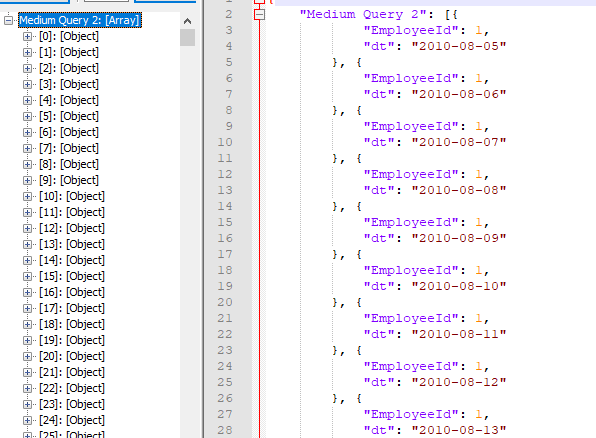 Medium Query 2: [Array]
[0]: [Object]
[1]: [Object]
[2]: [Object]
[3]: [Object]
[4]: [Object]
[5]: [Object]
[6]: [Object]
[7]: [Object]
[8]: [Object]
[9]: [Object]
[10]: [Object]
[11]: [Object]
[12]: [Object]
[13]: [Object]
[14]: [Object]
[15]: [Object]
[16]: [Object]
[17]: [Object]
[18]: [Object]
[19]: [Object]
[20]: [Object]
[21]: [Object]
[22]: [Object]
[23]: [Object]
[24]: [Object]
[25]: [Object]
1 {
2 "Medium Query 2": [{
3 "EmployeeId": 1,
4 "dt": "2010-08-05"
5 }, {
6 "EmployeeId": 1,
7 "dt": "2010-08-06"
8 }, {
9 "EmployeeId": 1,
10 "dt": "2010-08-07"
11 }, {
12 "EmployeeId": 1,
13 "dt": "2010-08-08"
14 }, {
15 "EmployeeId": 1,
16 "dt": "2010-08-09"
17 }, {
18 "EmployeeId": 1,
19 "dt": "2010-08-10"
20 }, {
21 "EmployeeId": 1,
22 "dt": "2010-08-11"
23 }, {
24 "EmployeeId": 1,
25 "dt": "2010-08-12"
26 }, {
27 "EmployeeId": 1,
28 "dt": "2010-08-13"